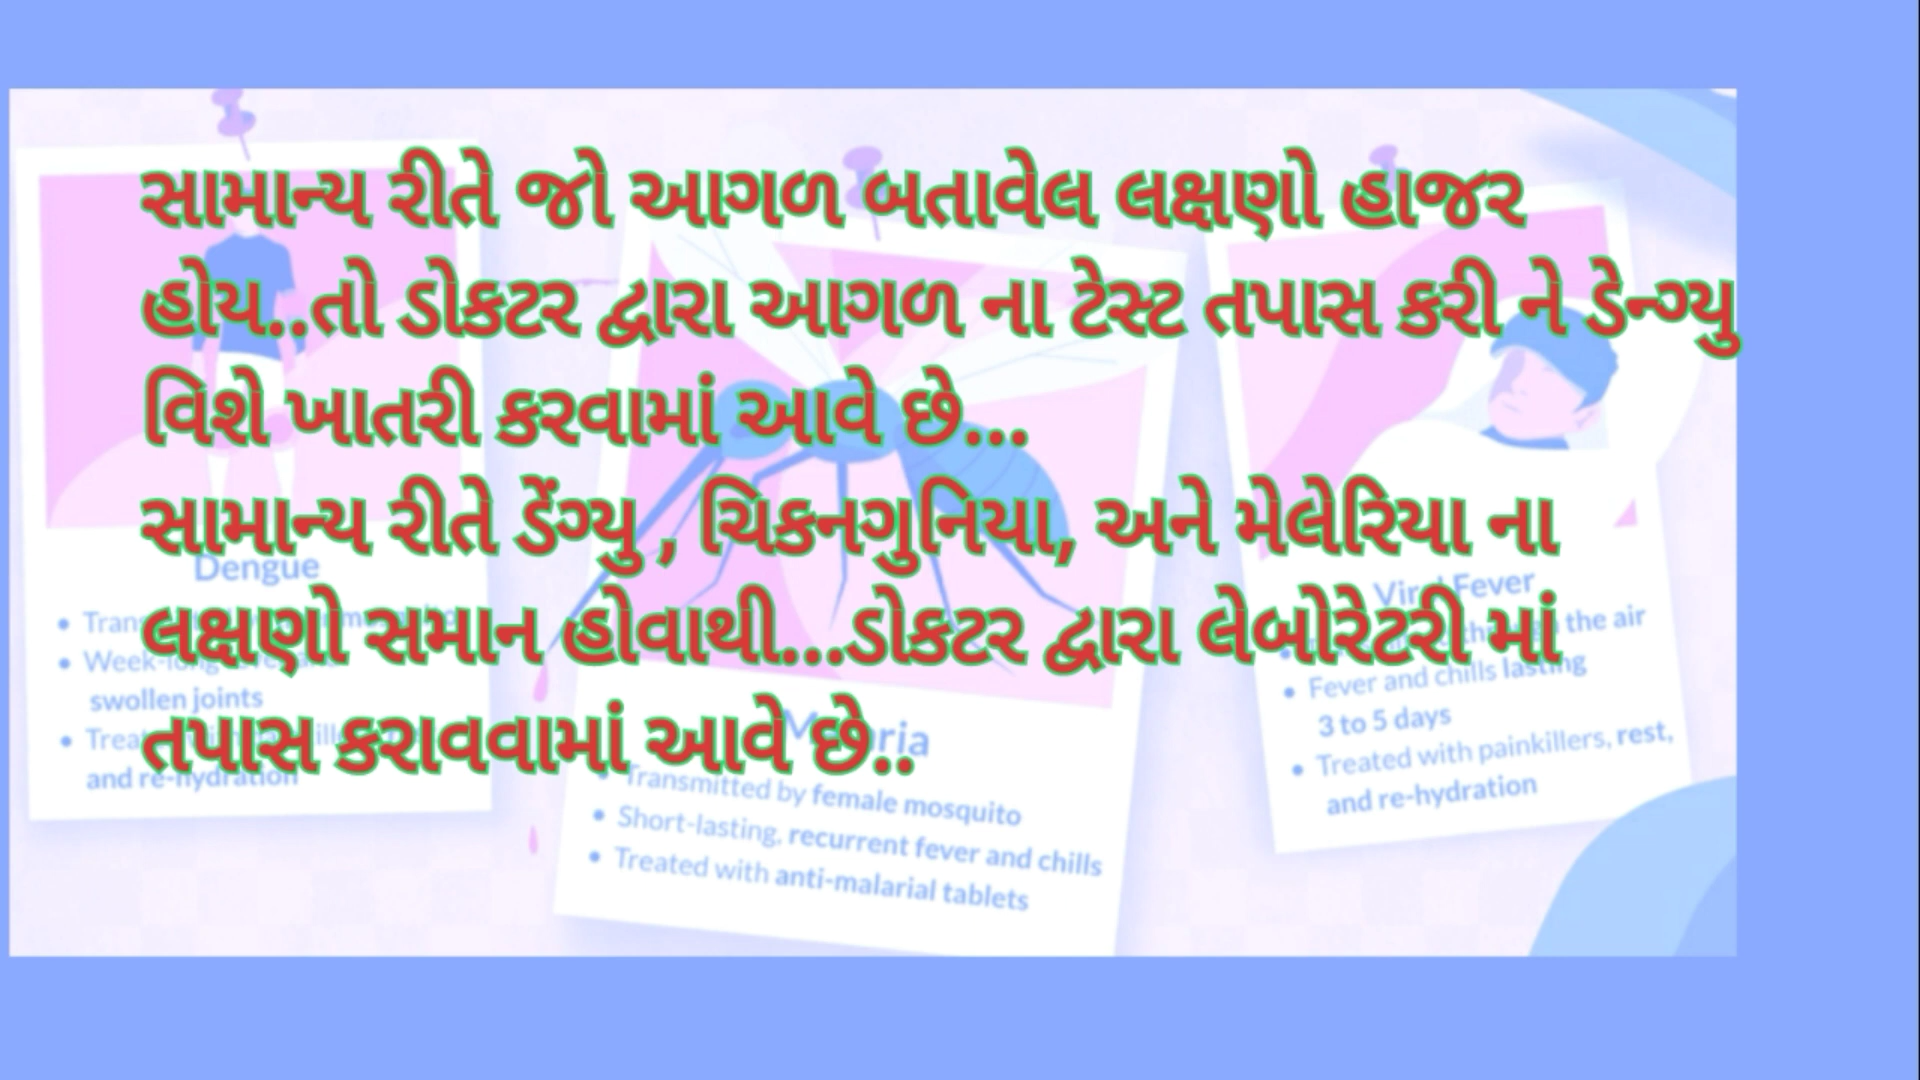 સામાન્ય રીતે જો આગળ બતાવેલ લક્ષણો હાજર
હોય..તો ડોકટર દ્વારા આગળ ના ટેસ્ટ તપાસ કરી ને ડેન્ગ્યુ
વિશે ખાતરી કરવામાં આવે છે...
સામાન્ય રીતે ડેંગ્યુ , ચિકનગુનિયા, અને મેલેરિયા ના
લક્ષણો સમાન હોવાથી...ડોકટર દ્વારા લેબોરેટરી માં
તપાસ કરાવવામાં આવે છે..
Dengue
swollen joints
and re-hydration
Transmitted by female mosquito
Short-lasting, recurrent fever and chills
Treated with anti-malarial tablets
Fever
the air
Fever and chills lasting
3 to 5 days
Treated with painkillers, rest,
and re-hydration